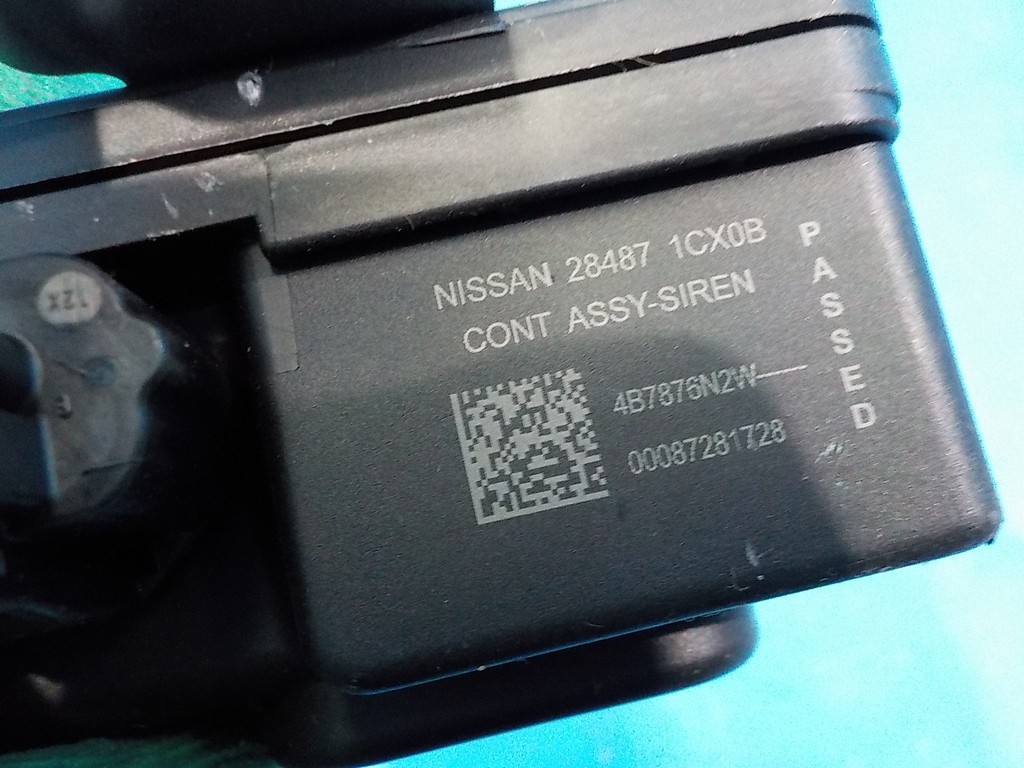 NISSAN 28487 1CX0B
CONT ASSY-SIREN
4B7876N2W
00087281728
PASSED